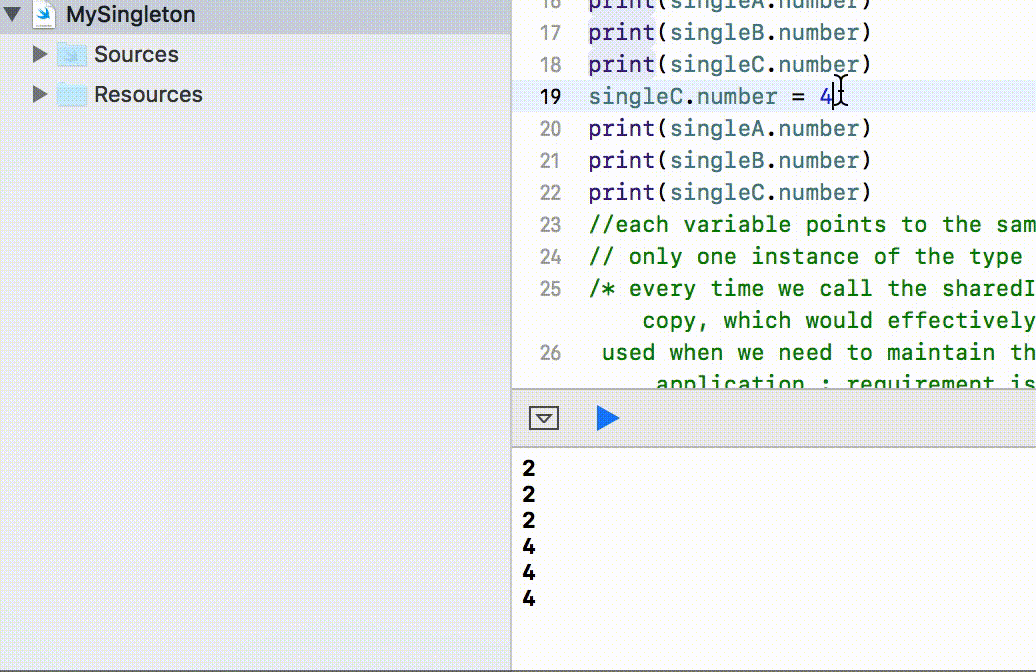 MySingleton
Sources
Resources
16 print(singleA.number)
17 print(singleB.number)
18 print(singleC.number)
19 singleC.number = 4
20 print(singleA.number)
21 print(singleB.number)
22 print(singleC.number)
23 //each variable points to the sam
24 // only one instance of the type
25 /* every time we call the sharedI
copy, which would effectively
26 used when we need to maintain th
application ; requirement is
2
2
2
4
4
4